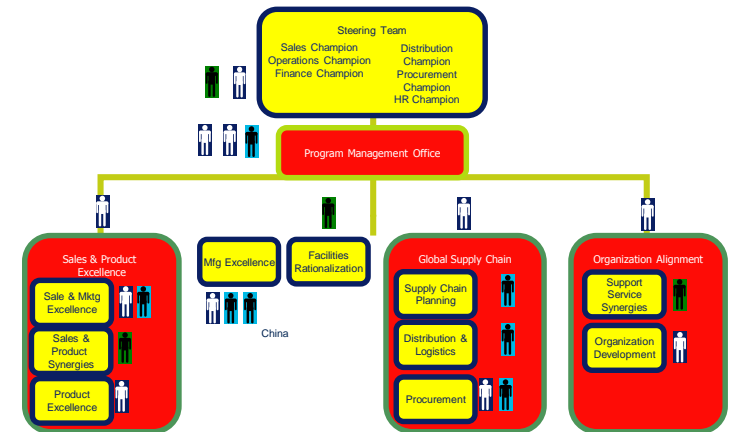 Steering Team
Sales Champion
Operations Champion
Finance Champion
Distribution
Champion
Procurement
Champion
HR Champion
Program Management Office
Sales & Product
Excellence
Sale & Mktg
Excellence
Sales &
Product
Synergies
Product
Excellence
Mfg Excellence
Facilities
Rationalization
China
Global Supply Chain
Supply Chain
Planning
Distribution &
Logistics
Procurement
Organization Alignment
Support
Service
Synergies
Organization
Development